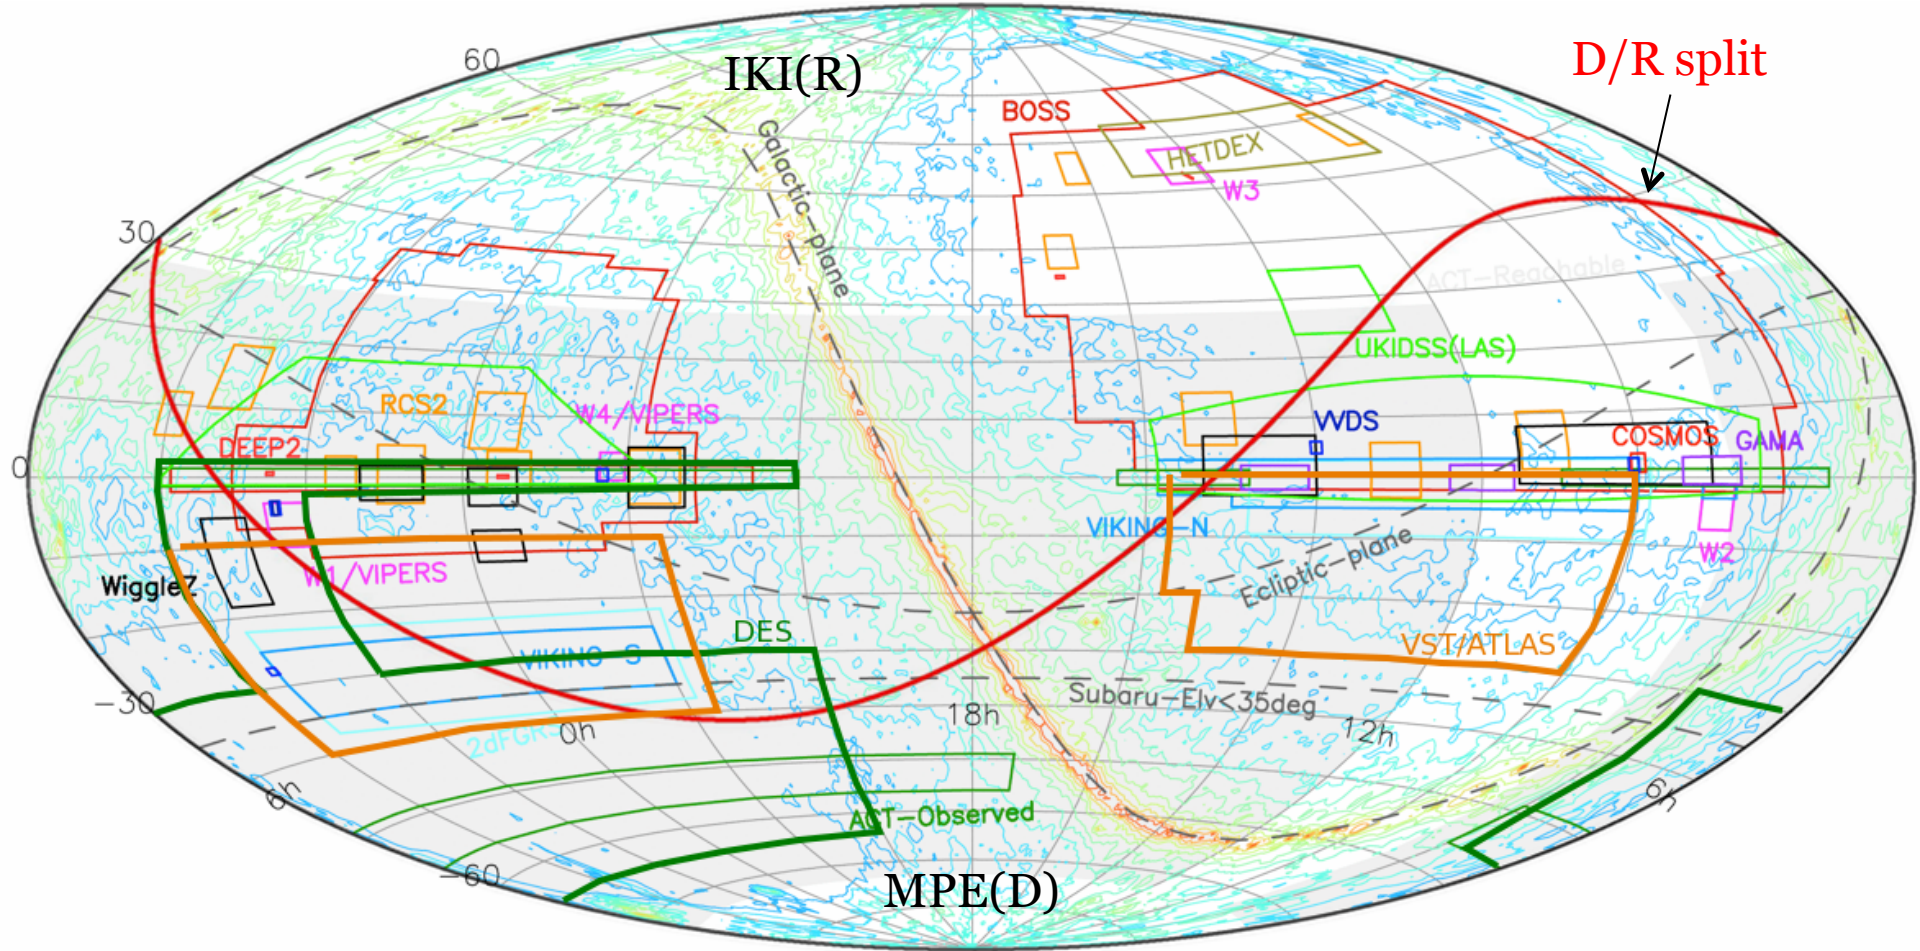 D/R split
60
IKI(R)
BOSS
Galactic-plane
HETDEX
W3
30
ACT-Reachable
UKIDSS(LAS)
RCS2
W4/VIPERS
VVDS
DEEP2
COSMOS
GAMA
0
VIKING-N
W2
Ecliptic-plane
WiggleZ
W1/VIPERS
DES
VST/ATLAS
VIKING-S
Subaru-Elv<35deg
-30
18h
0h
12h
6h
6h
ACT-Observed
-60
MPE(D)